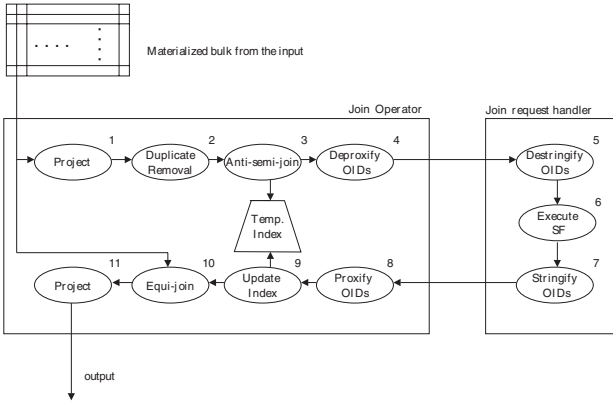 . . . .
Materialized bulk from the input
Join Operator
Join request handler
1
2
3
4
5
Project
Duplicate
Removal
Anti-semi-join
Deproxify
OIDs
Destringify
OIDs
6
Execute
SF
Temp.
Index
11
10
9
8
7
Project
Equi-join
Update
Index
Proxify
OIDs
Stringify
OIDs
output